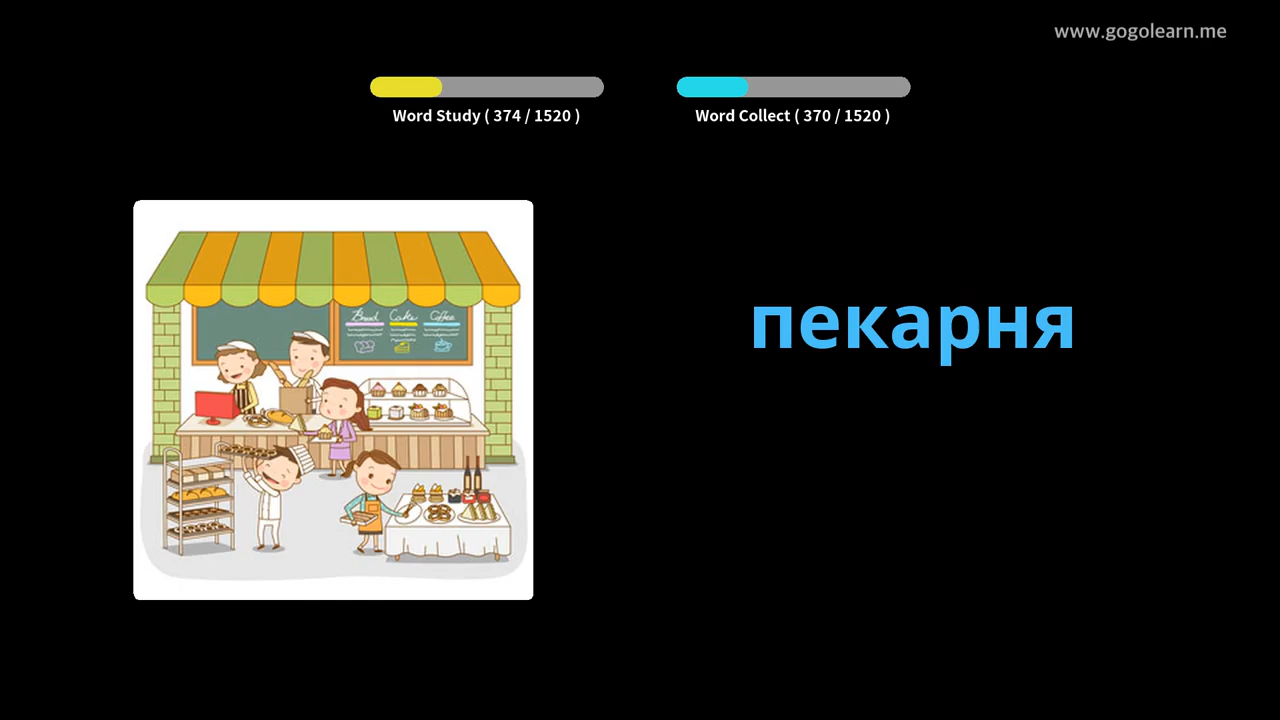 www.gogolearn.me
Word Study ( 374 / 1520 )
Word Collect ( 370 / 1520 )
Bread Cake Coffee
пекарня